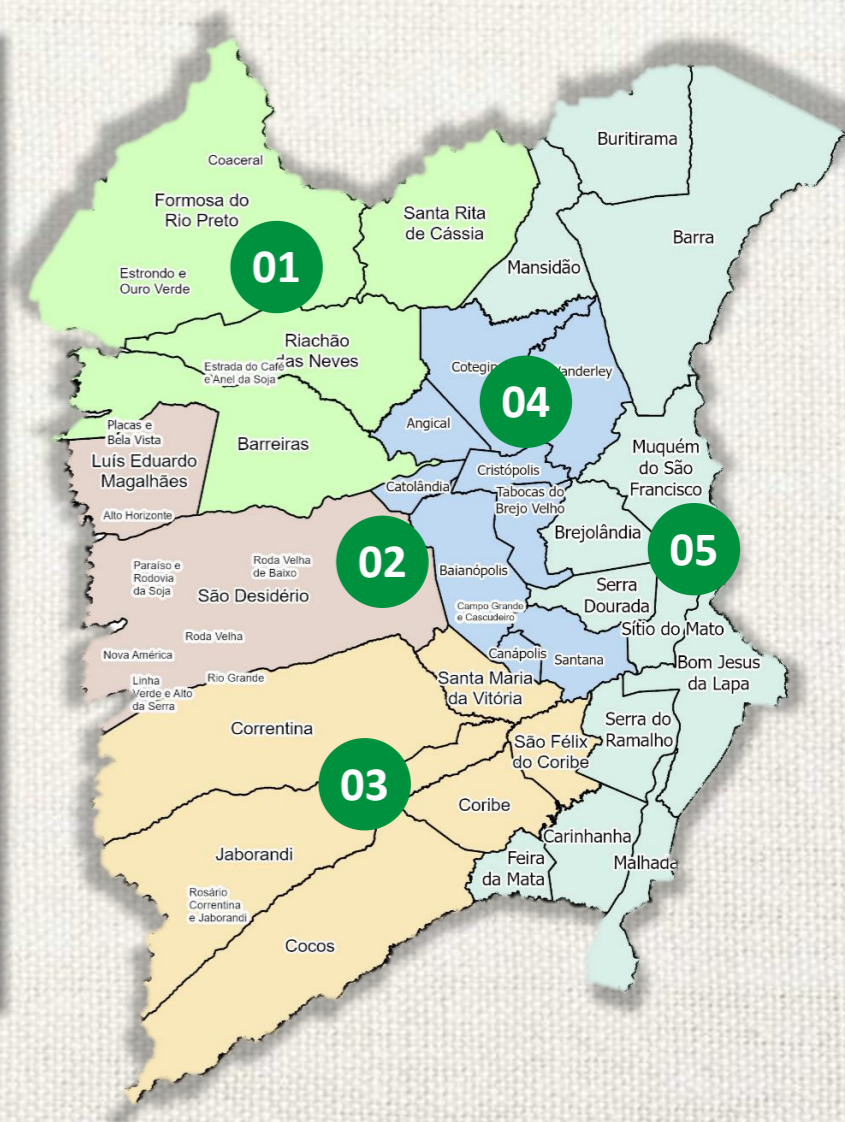 Coaceral
Formosa do
Rio Preto
Estrondo e
Ouro Verde
01
Santa Rita
de Cássia
Riachão
das Neves
Estrada do Café
e Anel da Soja
Barreiras
Placas e
Bela Vista
Luís Eduardo
Magalhães
Alto Horizonte
Paraíso e
Rodovia
da Soja
Roda Velha
de Baixo
São Desidério
02
Roda Velha
Nova América
Linha
Verde e Alto
da Serra
Rio Grande
Correntina
Santa Maria
da Vitória
São Félix
do Coribe
03
Coribe
Jaborandi
Rosário
Correntina
e Jaborandi
Cocos
Cotegip
04
anderley
Angical
Cristópolis
Catolândia
Tabocas do
Brejo Velho
Baianópolis
Campo Grande
e Cascudeiro
Canápolis
Santana
Buritirama
Barra
Mansidão
Muquém
do São
Francisco
Brejolândia
05
Serra
Dourada
Sítio do Mato
Bom Jesus
da Lapa
Serra do
Ramalho
Carinhanha
Malhada
Feira
da Mata